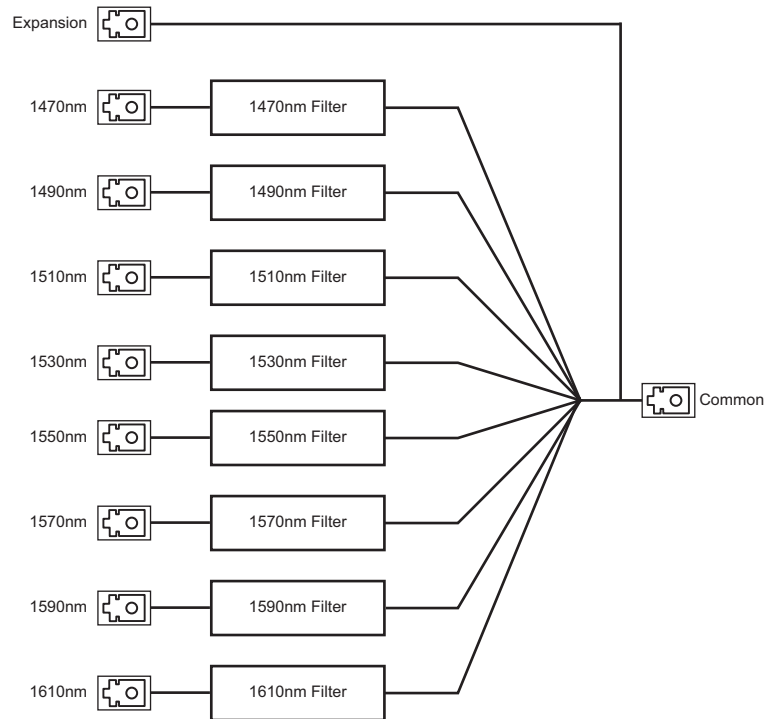 Expansion
1470nm
1470nm Filter
1490nm
1490nm Filter
1510nm
1510nm Filter
1530nm
1530nm Filter
Common
1550nm
1550nm Filter
1570nm
1570nm Filter
1590nm
1590nm Filter
1610nm
1610nm Filter